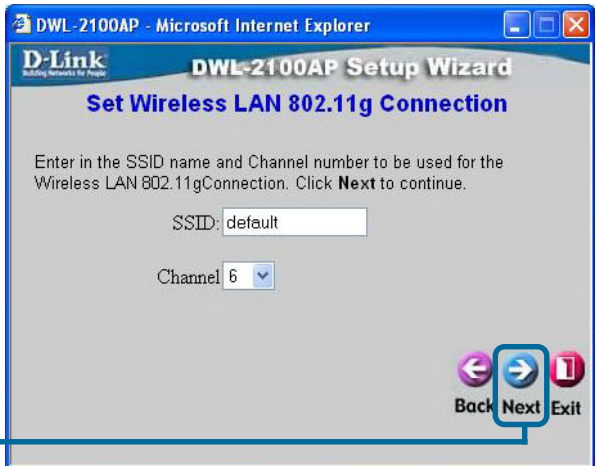 DWL-2100AP - Microsoft Internet Explorer
D-Link
Building Networks for People
DWL-2100AP Setup Wizard
Set Wireless LAN 802.11g Connection
Enter in the SSID name and Channel number to be used for the
Wireless LAN 802.11gConnection. Click Next to continue.
SSID: default
Channel 6
Back Next Exit